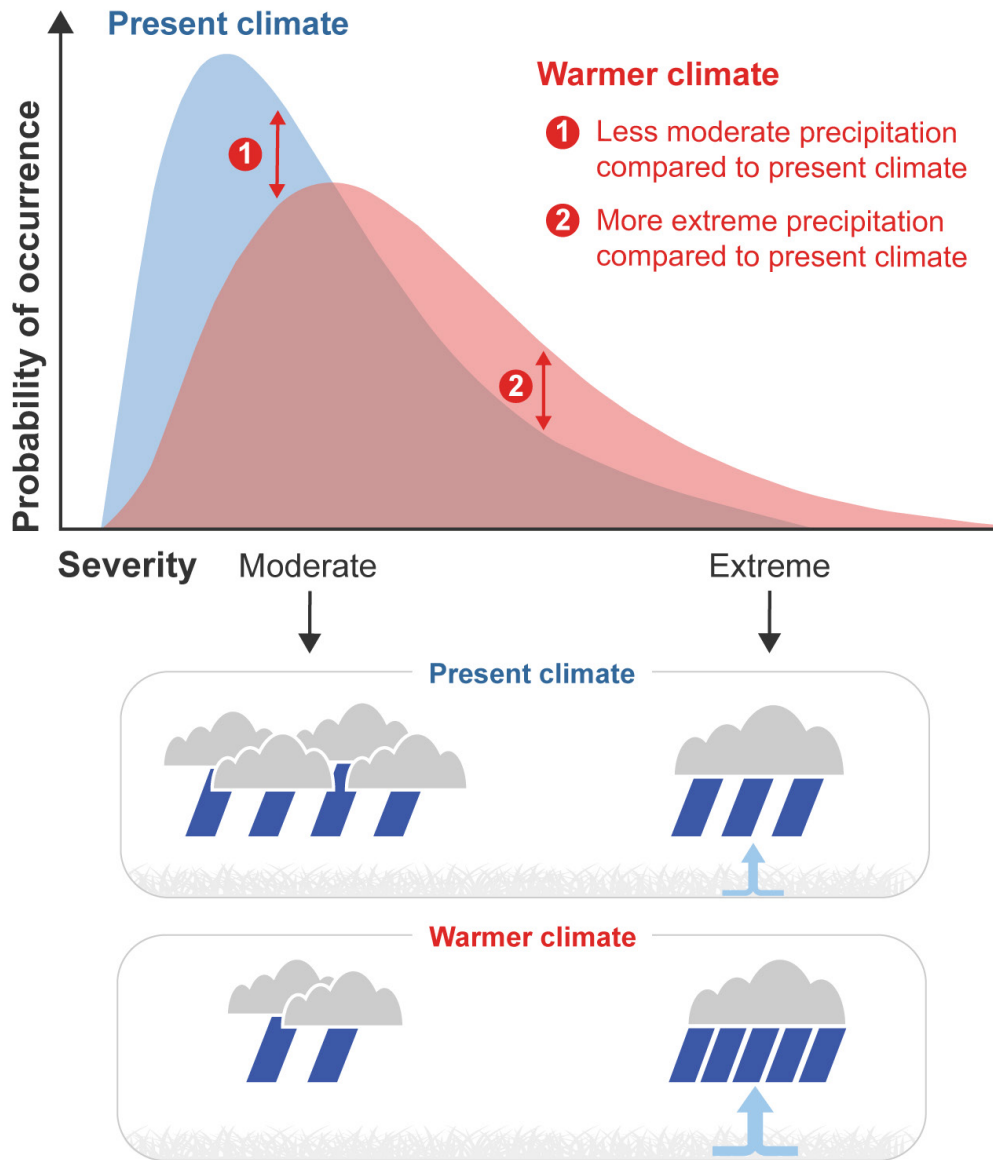 Present climate
Probability of occurrence
Warmer climate
1 Less moderate precipitation
compared to present climate
2 More extreme precipitation
compared to present climate
1
2
Severity Moderate Extreme
Present climate
Warmer climate